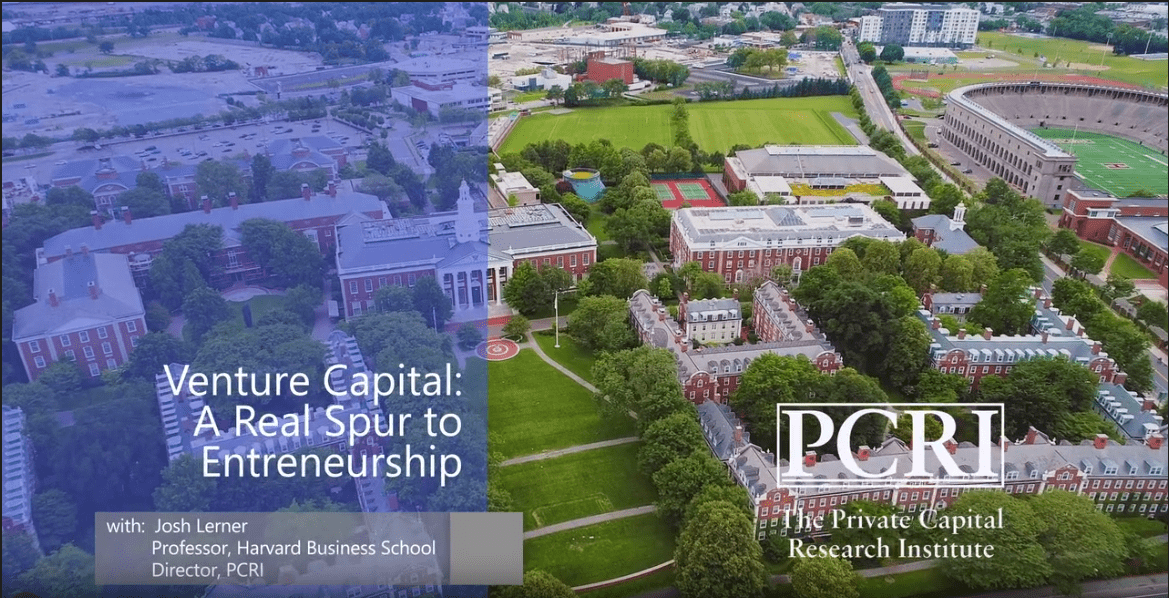 Venture Capital:
A Real Spur to
Entreneurship
with: Josh Lerner
Professor, Harvard Business School
Director, PCRI
PCRI
The Private Capital
Research Institute